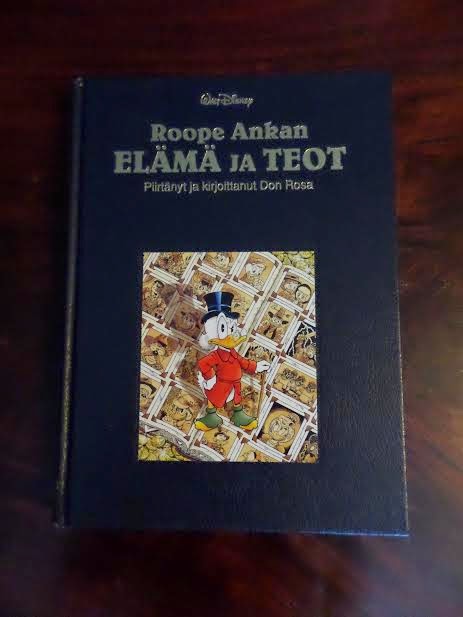 Walt Disney
Roope Ankan
ELÄMÄ JA TEOT
Piirtänyt ja kirjoittanut Don Rosa